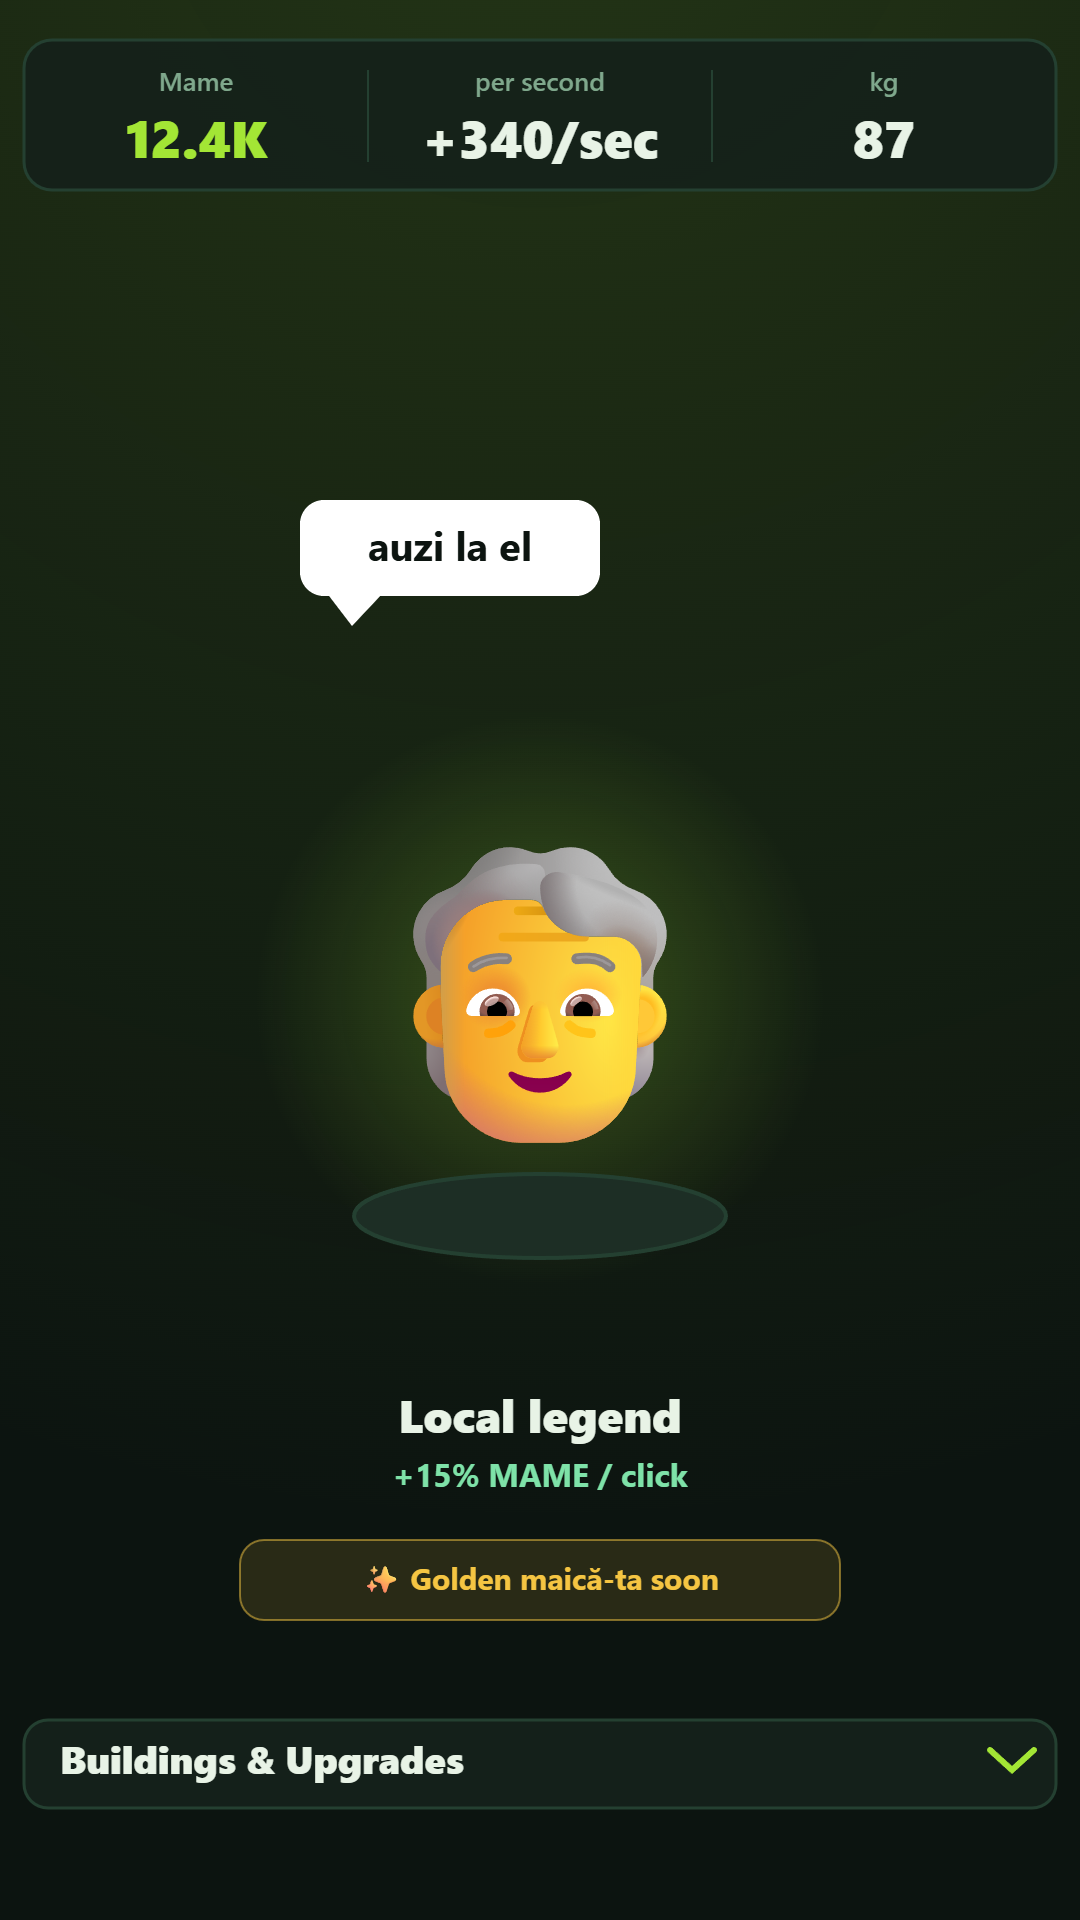 Mame
12.4K
per second
+340/sec
kg
87
auzi la el
Local legend
+15% MAME / click
✨ Golden maică-ta soon
Buildings & Upgrades